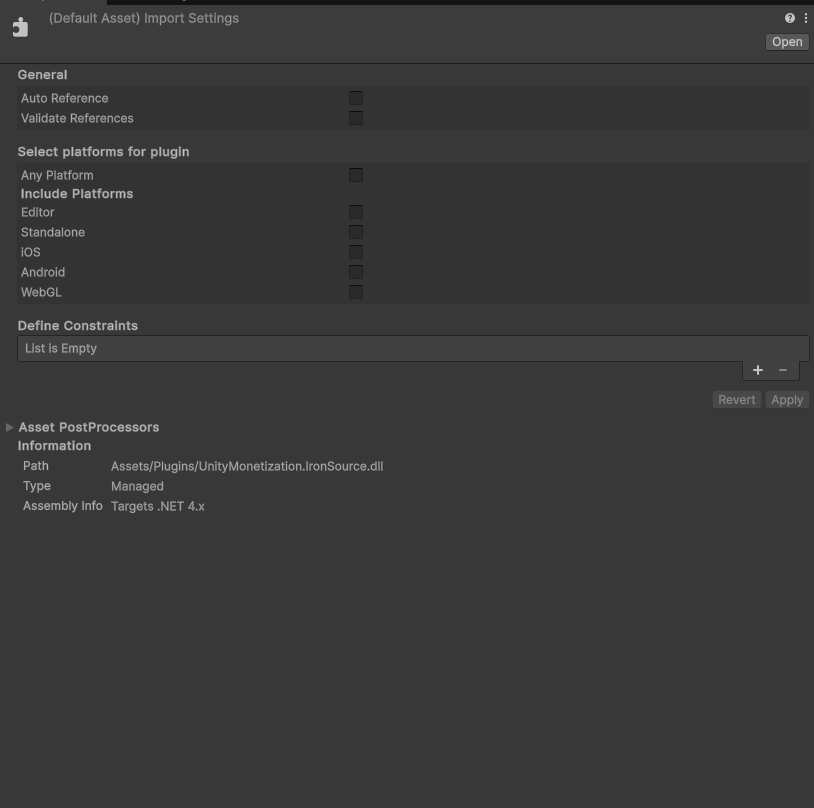 (Default Asset) Import Settings
Open
General
Auto Reference
Validate References
Select platforms for plugin
Any Platform
Include Platforms
Editor
Standalone
iOS
Android
WebGL
Define Constraints
List is Empty
+ −
Revert Apply
Asset PostProcessors
Information
Path Assets/Plugins/UnityMonetization.IronSource.dll
Type Managed
Assembly Info Targets .NET 4.x